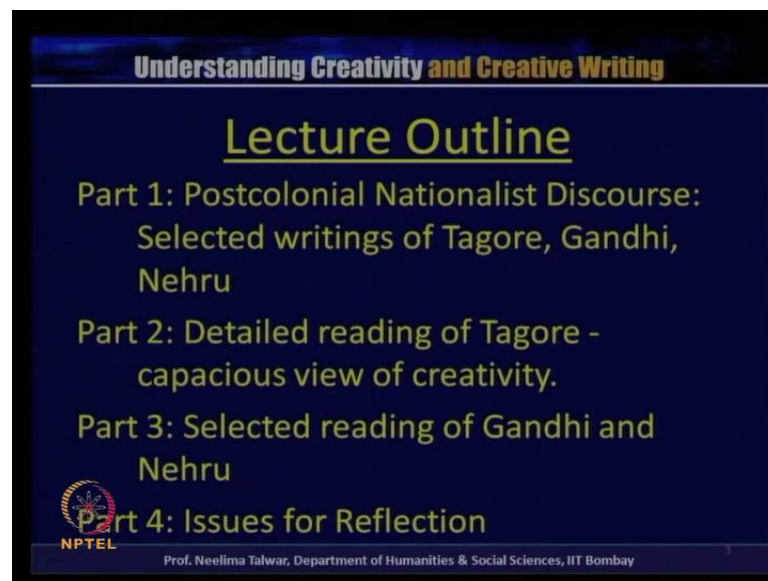 Understanding Creativity and Creative Writing
Lecture Outline
Part 1: Postcolonial Nationalist Discourse:
Selected writings of Tagore, Gandhi,
Nehru
Part 2: Detailed reading of Tagore -
capacious view of creativity.
Part 3: Selected reading of Gandhi and
Nehru
Part 4: Issues for Reflection
NPTEL
Prof. Neelima Talwar, Department of Humanities & Social Sciences, IIT Bombay
3